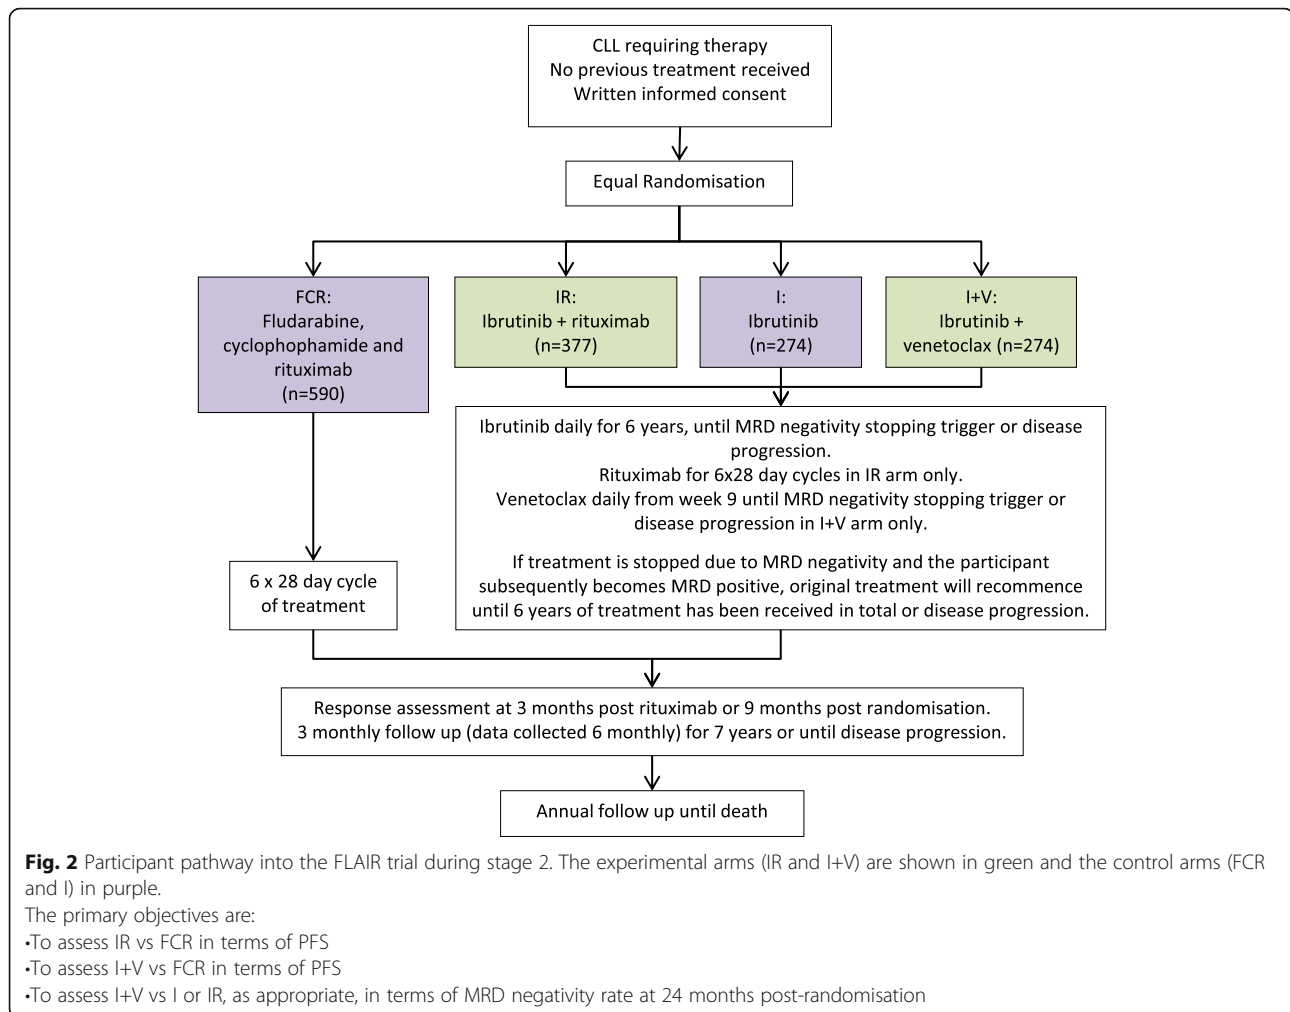 CLL requiring therapy
No previous treatment received
Written informed consent
Equal Randomisation
FCR:
Fludarabine,
cyclophophamide and
rituximab
(n=590)
IR:
Ibrutinib + rituximab
(n=377)
I:
Ibrutinib
(n=274)
I+V:
Ibrutinib +
venetoclax (n=274)
Ibrutinib daily for 6 years, until MRD negativity stopping trigger or disease
progression.
Rituximab for 6x28 day cycles in IR arm only.
Venetoclax daily from week 9 until MRD negativity stopping trigger or
disease progression in I+V arm only.
If treatment is stopped due to MRD negativity and the participant
subsequently becomes MRD positive, original treatment will recommence
until 6 years of treatment has been received in total or disease progression.
6 x 28 day cycle
of treatment
Response assessment at 3 months post rituximab or 9 months post randomisation.
3 monthly follow up (data collected 6 monthly) for 7 years or until disease progression.
Annual follow up until death
Fig. 2 Participant pathway into the FLAIR trial during stage 2. The experimental arms (IR and I+V) are shown in green and the control arms (FCR
and I) in purple.
The primary objectives are:
•To assess IR vs FCR in terms of PFS
•To assess I+V vs FCR in terms of PFS
•To assess I+V vs I or IR, as appropriate, in terms of MRD negativity rate at 24 months post-randomisation